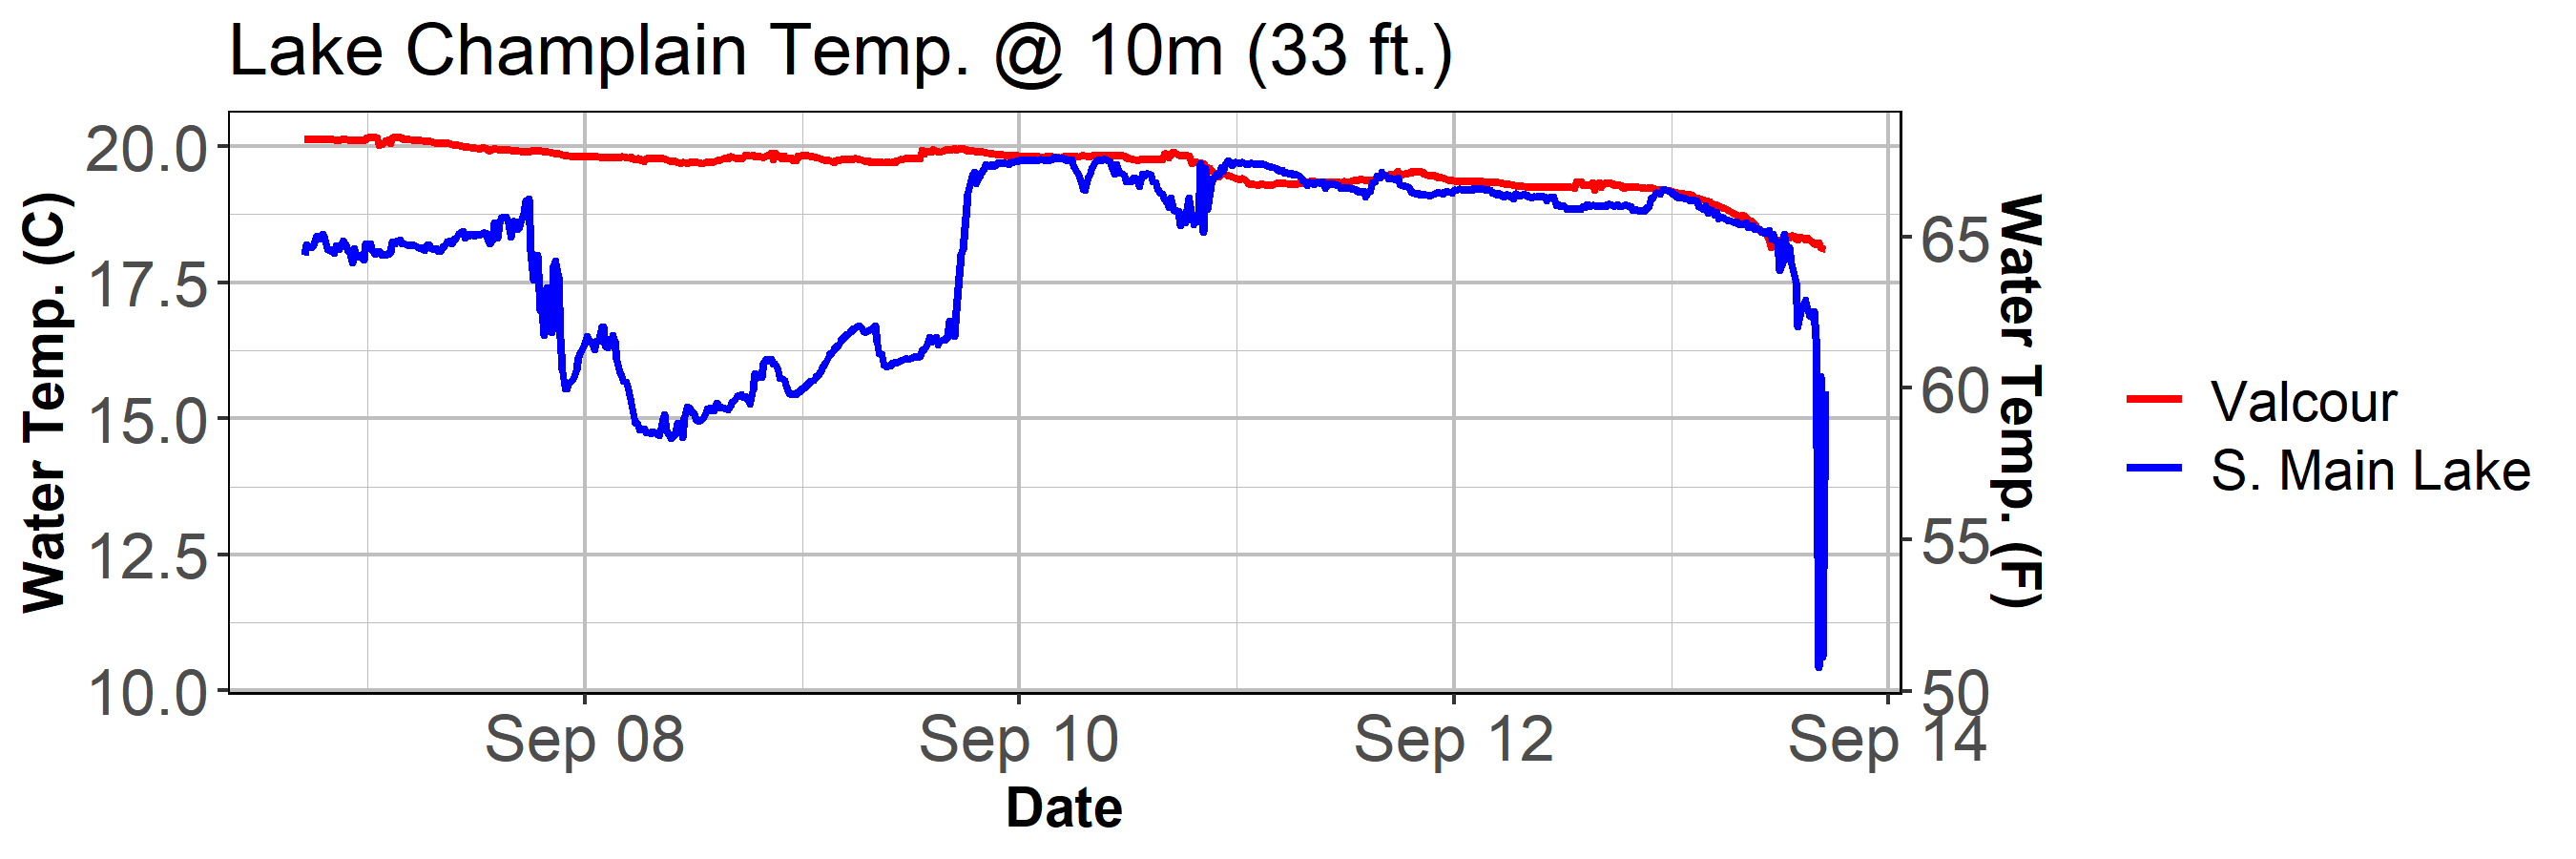 Lake Champlain Temp. @ 10m (33 ft.)
Water Temp. (C)
20.0
17.5
15.0
12.5
10.0
65
60
55
50
Water Temp. (F)
Sep 08
Sep 10
Sep 12
Sep 14
Date
Valcour
S. Main Lake